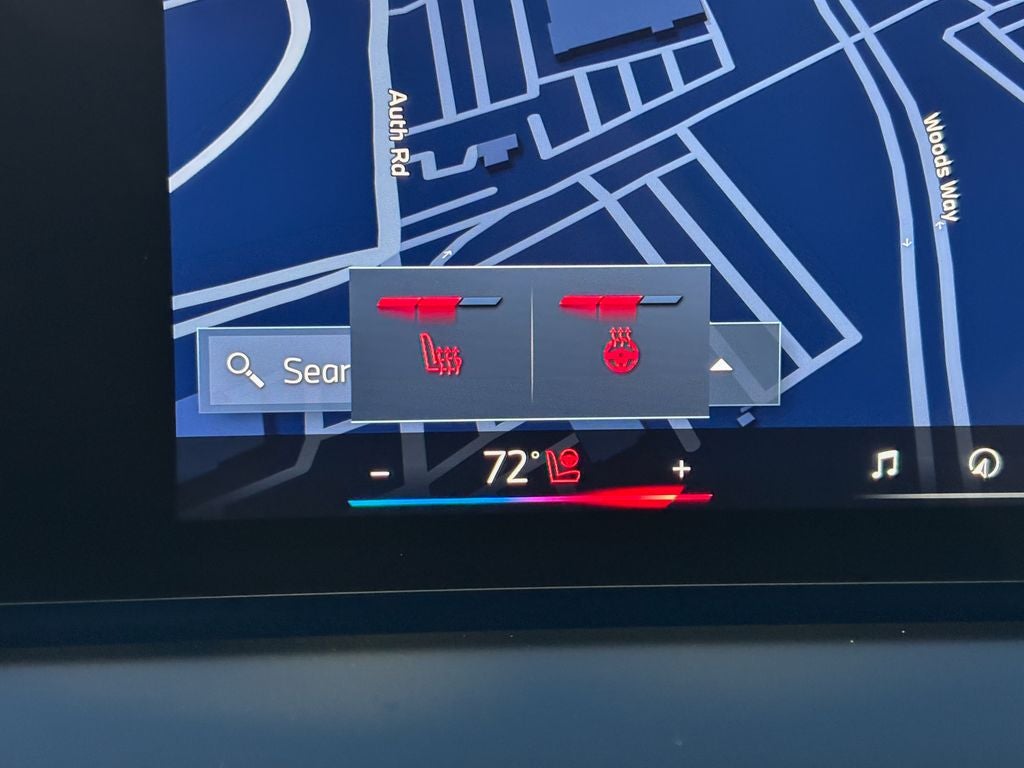 Auth Rd
Woods Way
Sear
− 72° +